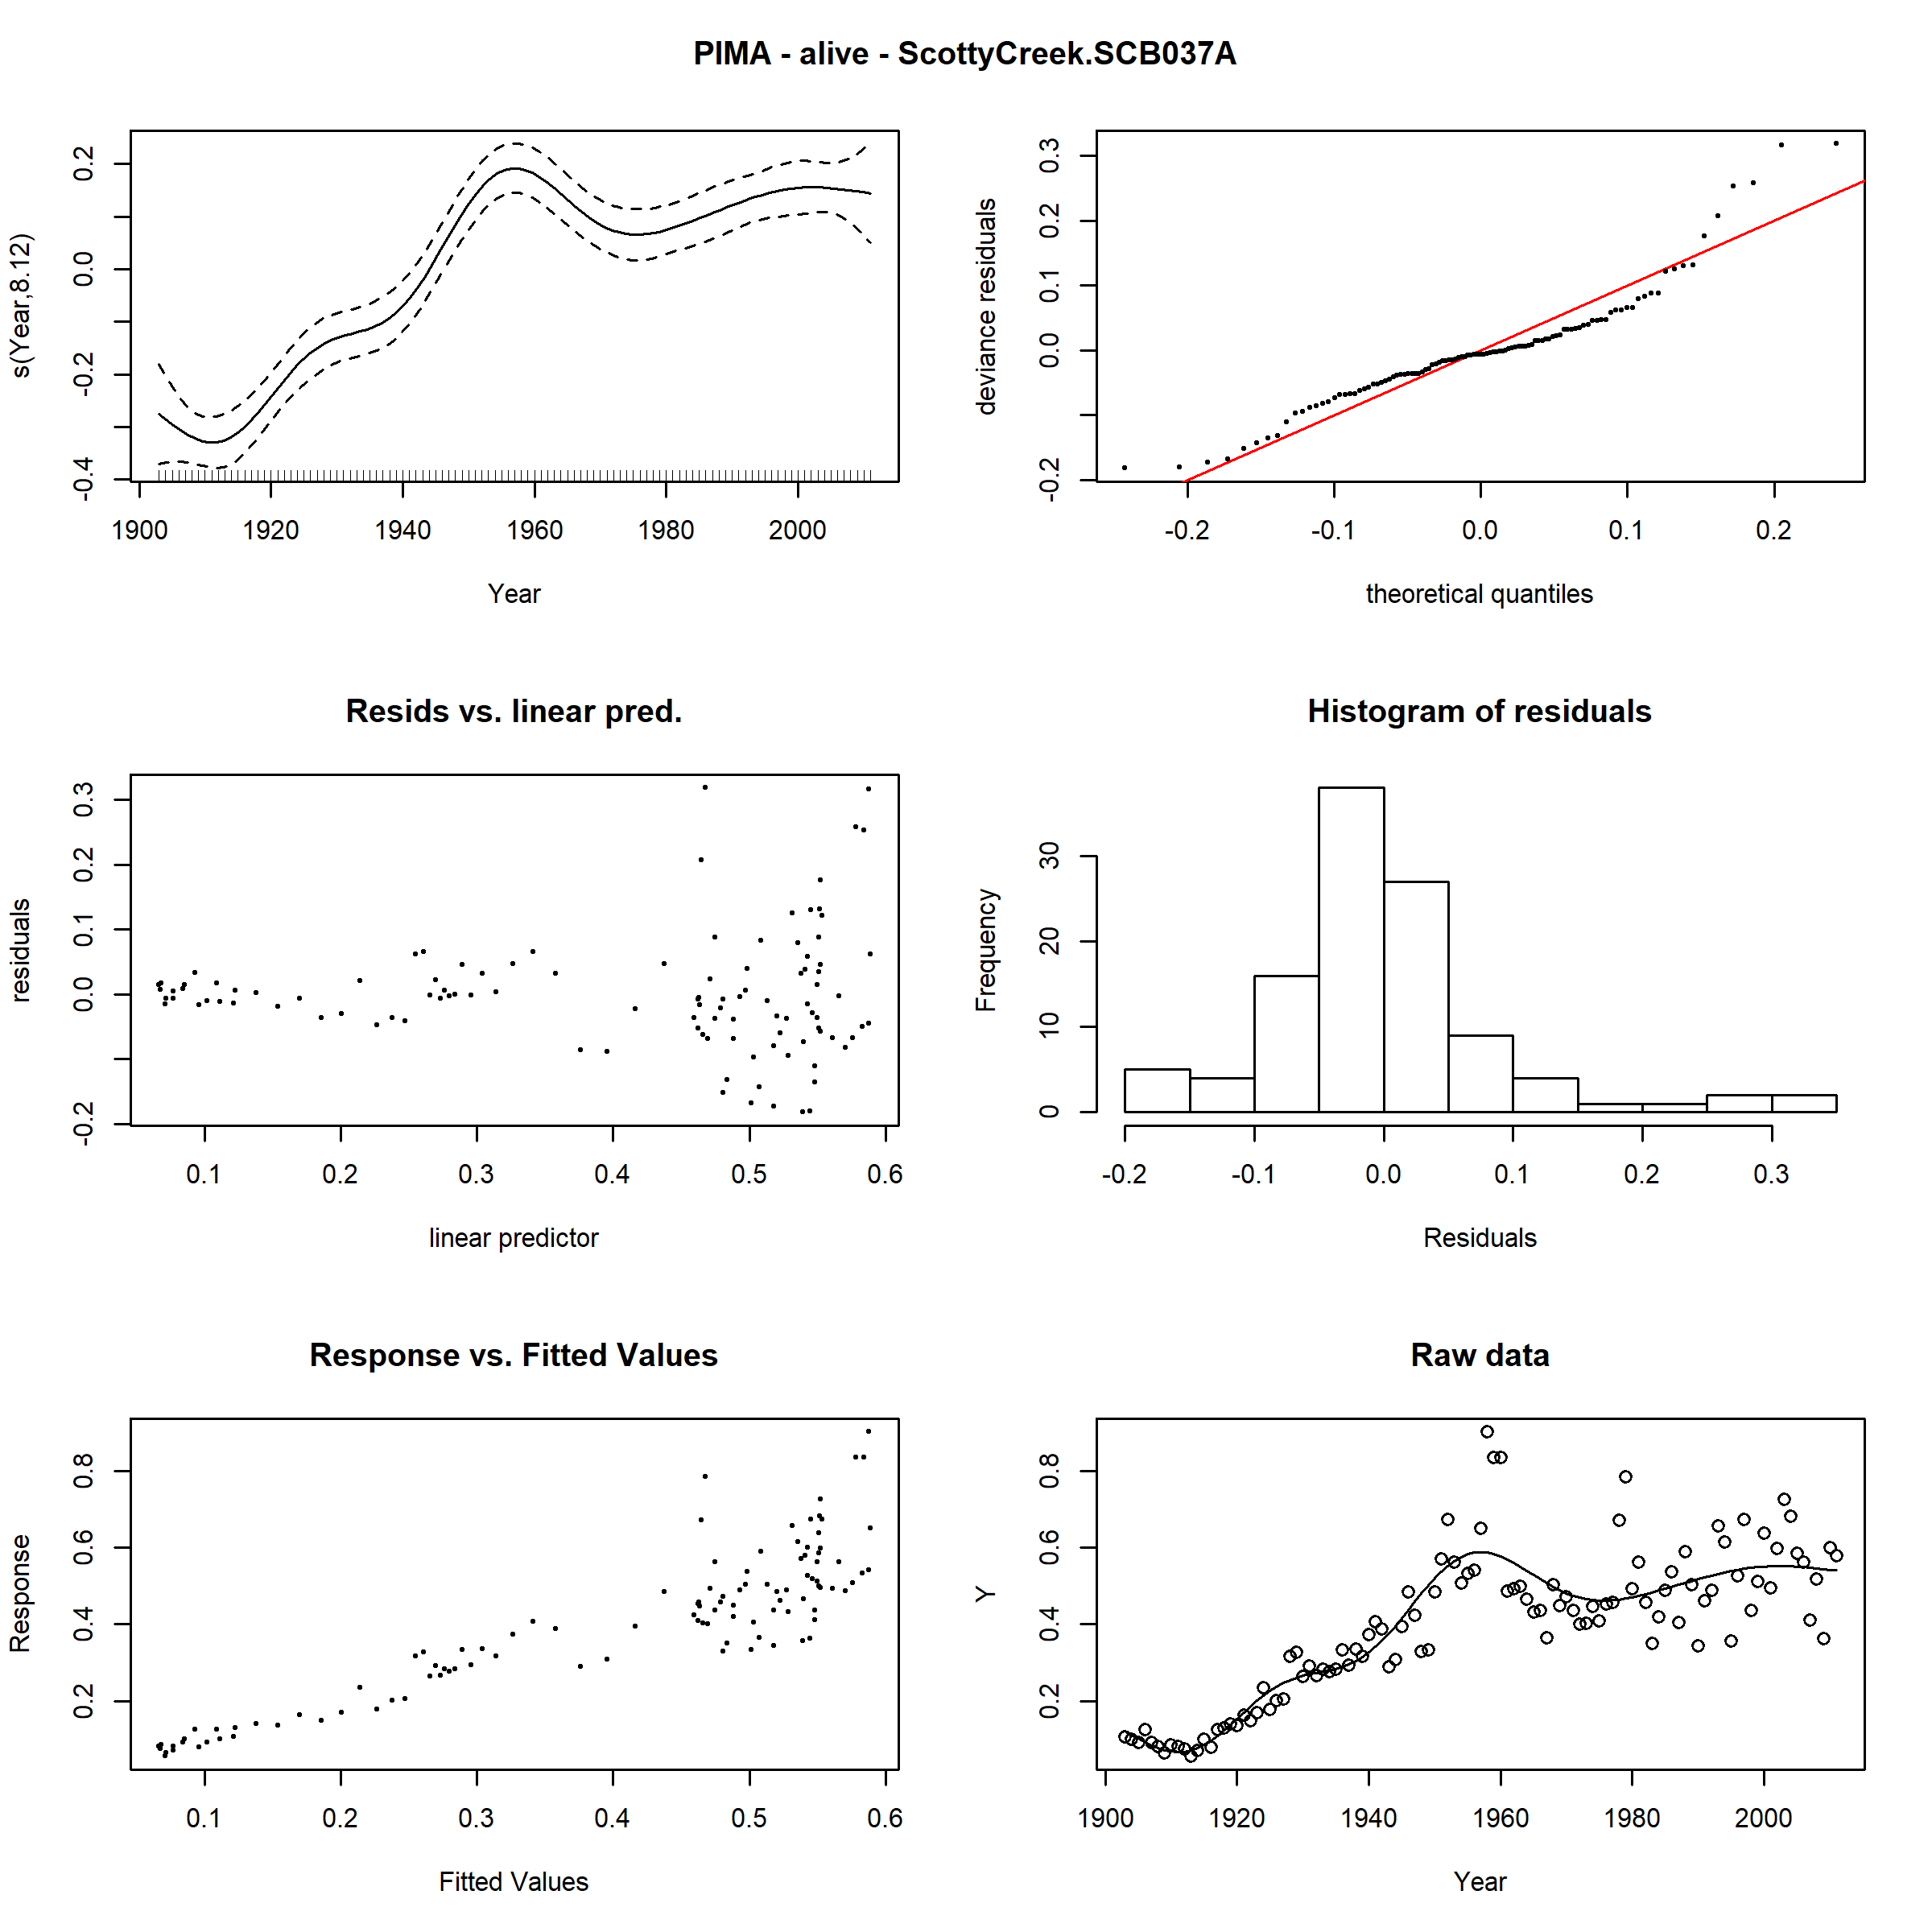 PIMA - alive - ScottyCreek.SCB037A
s(Year,8.12)
-0.4 -0.2 0.0 0.2
1900 1920 1940 1960 1980 2000
Year
deviance residuals
-0.2 0.0 0.1 0.2 0.3
-0.2 -0.1 0.0 0.1 0.2
theoretical quantiles
Resids vs. linear pred.
residuals
-0.2 0.0 0.1 0.2 0.3
0.1 0.2 0.3 0.4 0.5 0.6
linear predictor
Histogram of residuals
Frequency
0 10 20 30
-0.2 -0.1 0.0 0.1 0.2 0.3
Residuals
Response vs. Fitted Values
Response
0.2 0.4 0.6 0.8
0.1 0.2 0.3 0.4 0.5 0.6
Fitted Values
Raw data
Y
0.2 0.4 0.6 0.8
1900 1920 1940 1960 1980 2000
Year